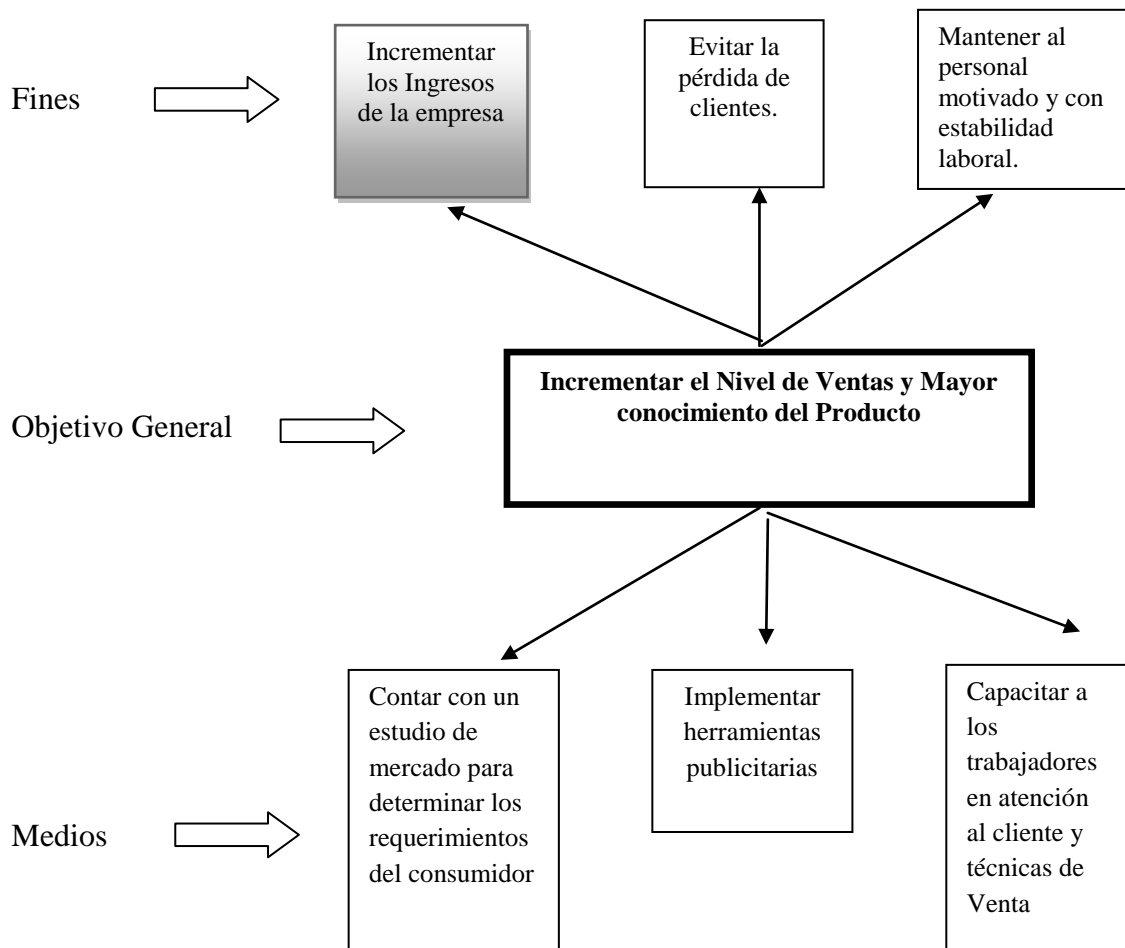 Fines
Incrementar
los Ingresos
de la empresa
Evitar la
pérdida de
clientes.
Mantener al
personal
motivado y con
estabilidad
laboral.
Objetivo General
Incrementar el Nivel de Ventas y Mayor
conocimiento del Producto
Medios
Contar con un
estudio de
mercado para
determinar los
requerimientos
del consumidor
Implementar
herramientas
publicitarias
Capacitar a
los
trabajadores
en atención
al cliente y
técnicas de
Venta